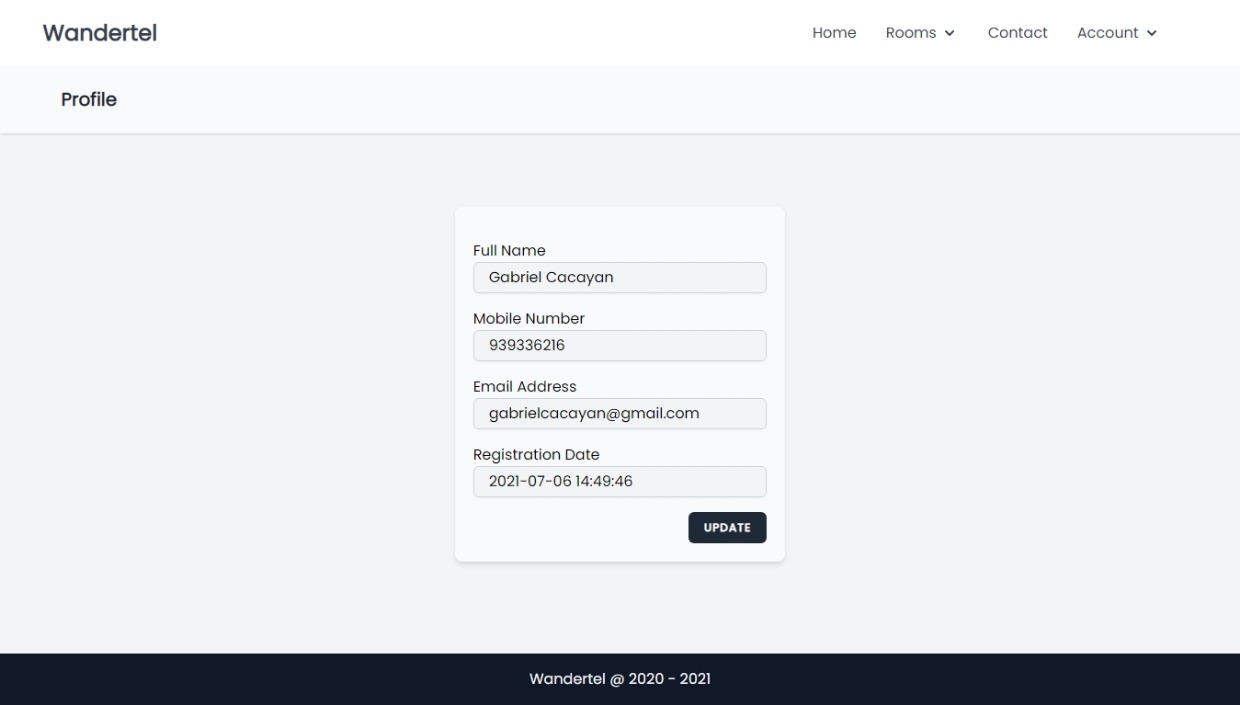 Wandertel
Home Rooms Contact Account
Profile
Full Name
Gabriel Cacayan
Mobile Number
939336216
Email Address
gabrielcacayan@gmail.com
Registration Date
2021-07-06 14:49:46
UPDATE
Wandertel @ 2020 - 2021